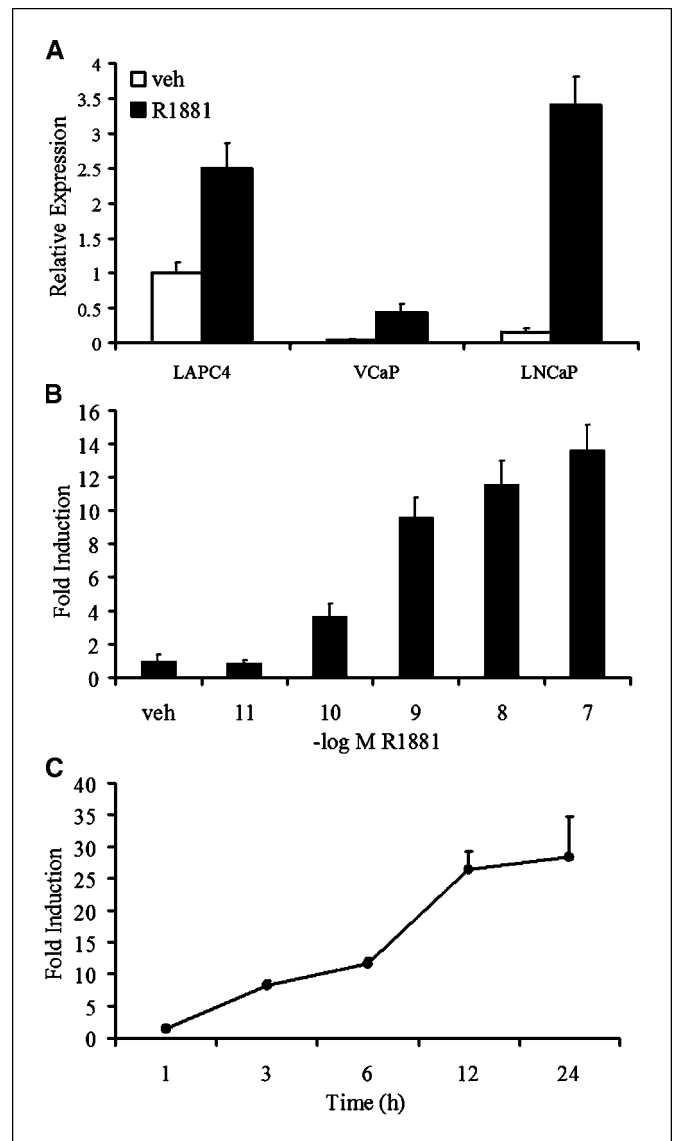 A
4
3.5
3
2.5
2
1.5
1
0.5
0
Relative Expression
veh
R1881
LAPC4 VCaP LNCaP
B
16
14
12
10
8
6
4
2
0
Fold Induction
veh 11 10 9 8 7
-log M R1881
C
40
35
30
25
20
15
10
5
0
Fold Induction
1 3 6 12 24
Time (h)